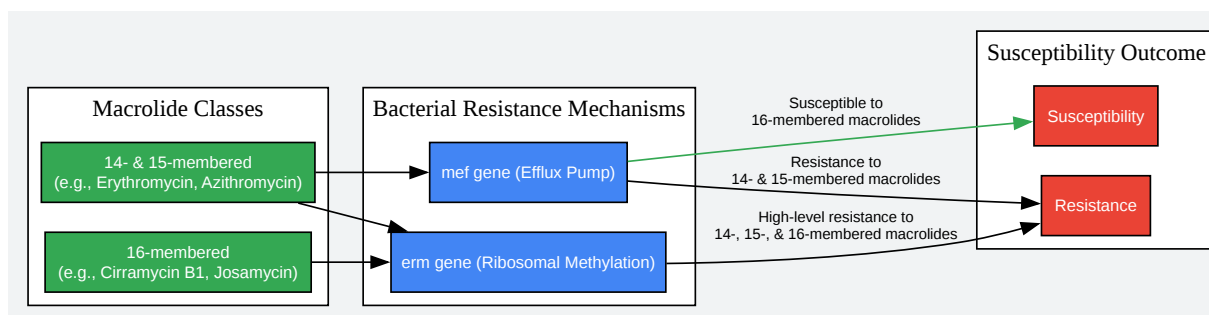 Macrolide Classes
14- & 15-membered
(e.g., Erythromycin, Azithromycin)
16-membered
(e.g., Cirramycin B1, Josamycin)
Bacterial Resistance Mechanisms
mef gene (Efflux Pump)
erm gene (Ribosomal Methylation)
Susceptible to
16-membered macrolides
Resistance to
14- & 15-membered macrolides
High-level resistance to
14-, 15-, & 16-membered macrolides
Susceptibility Outcome
Susceptibility
Resistance